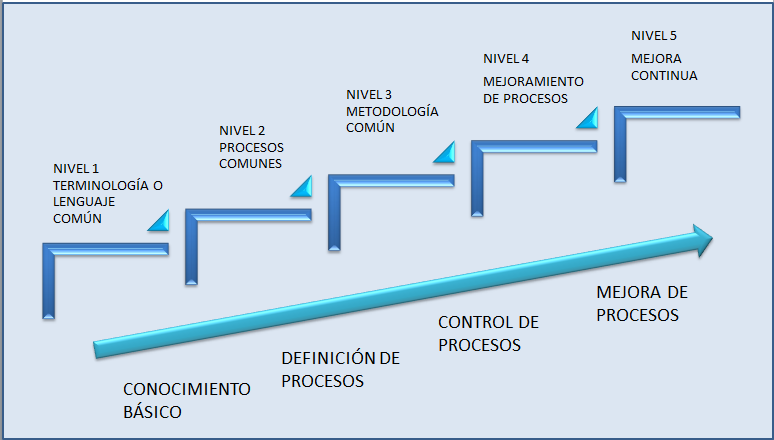 NIVEL 1
TERMINOLOGÍA O
LENGUAJE
COMÚN
NIVEL 2
PROCESOS
COMUNES
NIVEL 3
METODOLOGÍA
COMÚN
NIVEL 4
MEJORAMIENTO
DE PROCESOS
NIVEL 5
MEJORA
CONTINUA
CONOCIMIENTO
BÁSICO
DEFINICIÓN DE
PROCESOS
CONTROL DE
PROCESOS
MEJORA DE
PROCESOS